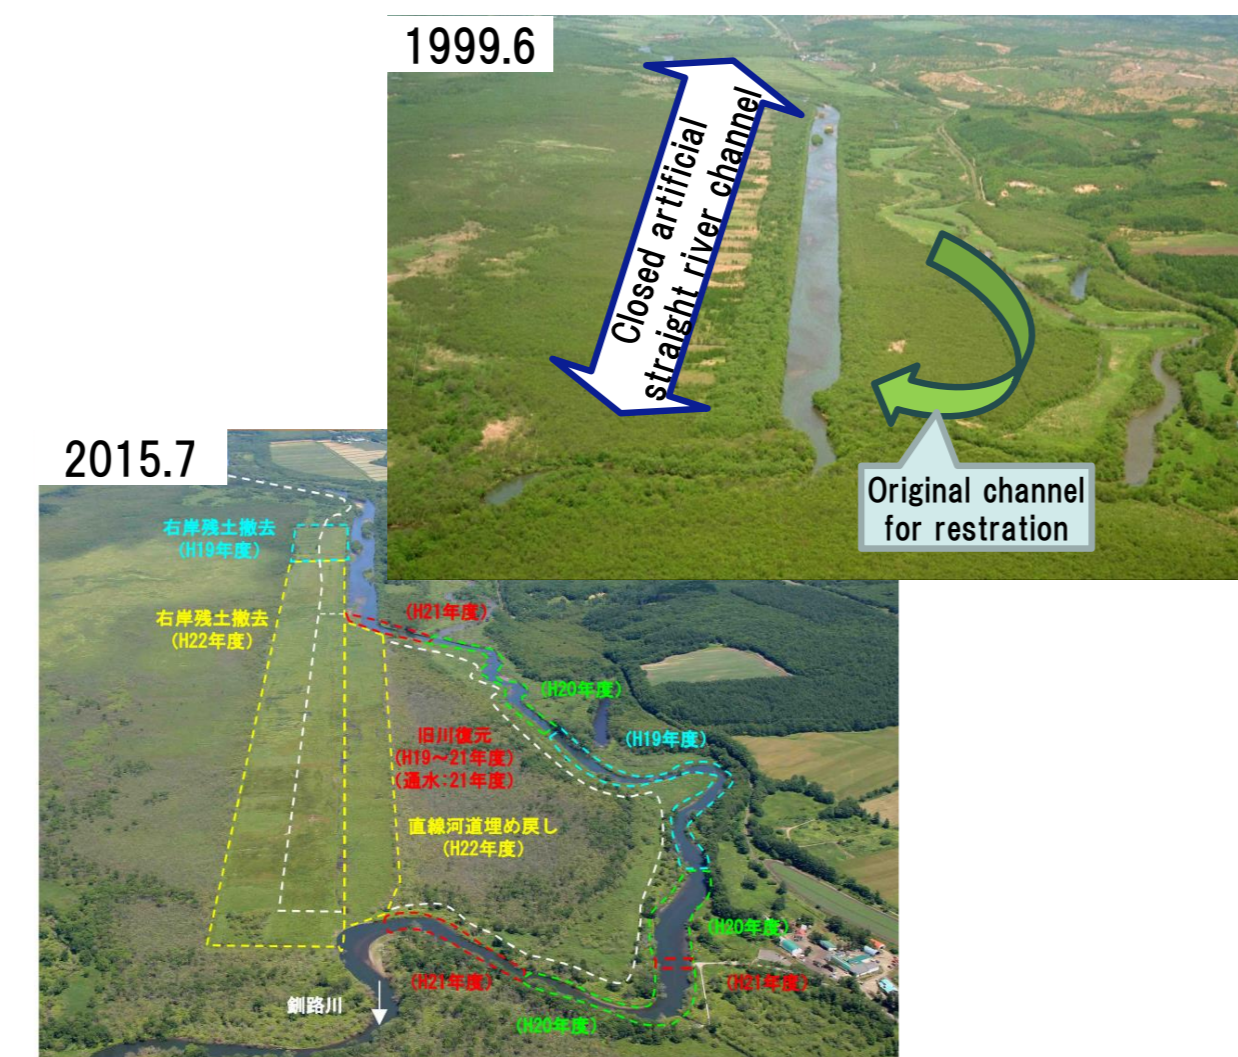 1999.6
Closed artificial
straight river channel
Original channel
for restration
2015.7
右岸残土撤去
(H19年度)
右岸残土撤去
(H22年度)
(H21年度)
(H20年度)
(H19年度)
旧川復元
(H19～21年度)
(通水:21年度)
直線河道埋め戻し
(H22年度)
(H20年度)
(H21年度)
(H21年度)
(H20年度)
釧路川